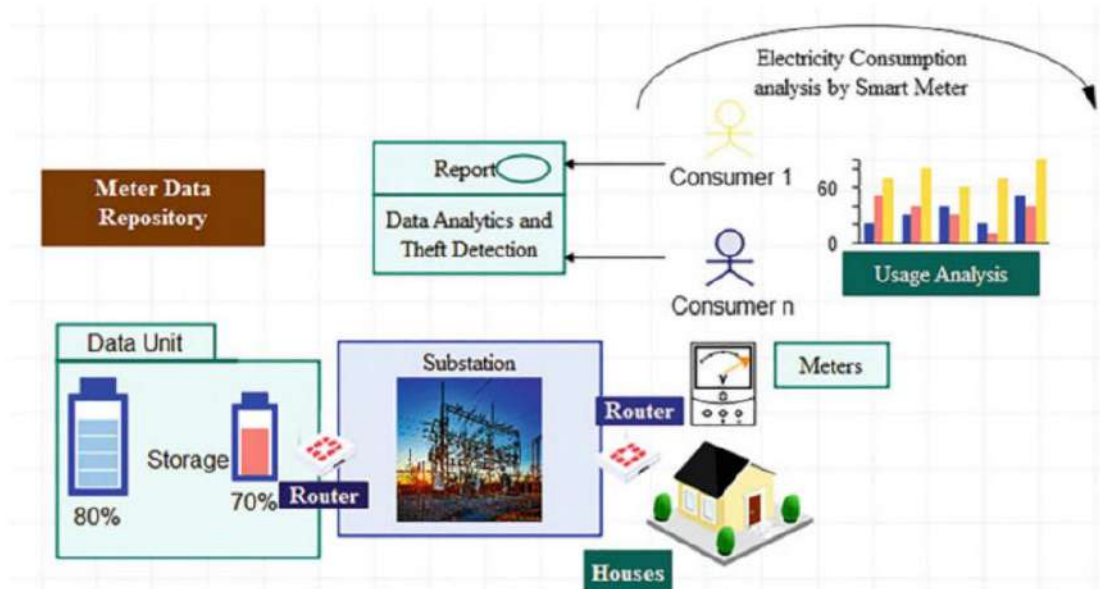 Electricity Consumption
analysis by Smart Meter
Meter Data
Repository
Report
Data Analytics and
Theft Detection
Consumer 1
Consumer n
60
0
Usage Analysis
Data Unit
Storage
80%
70%
Router
Substation
Router
V
Meters
Houses